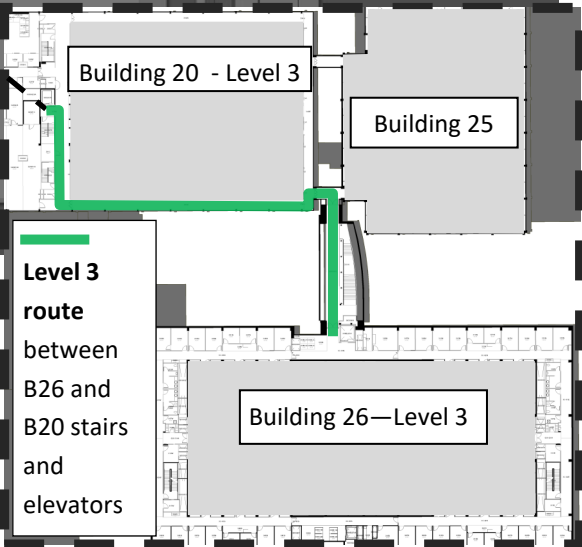 Building 20 - Level 3
Building 25
Level 3
route
between
B26 and
B20 stairs
and
elevators
Building 26—Level 3